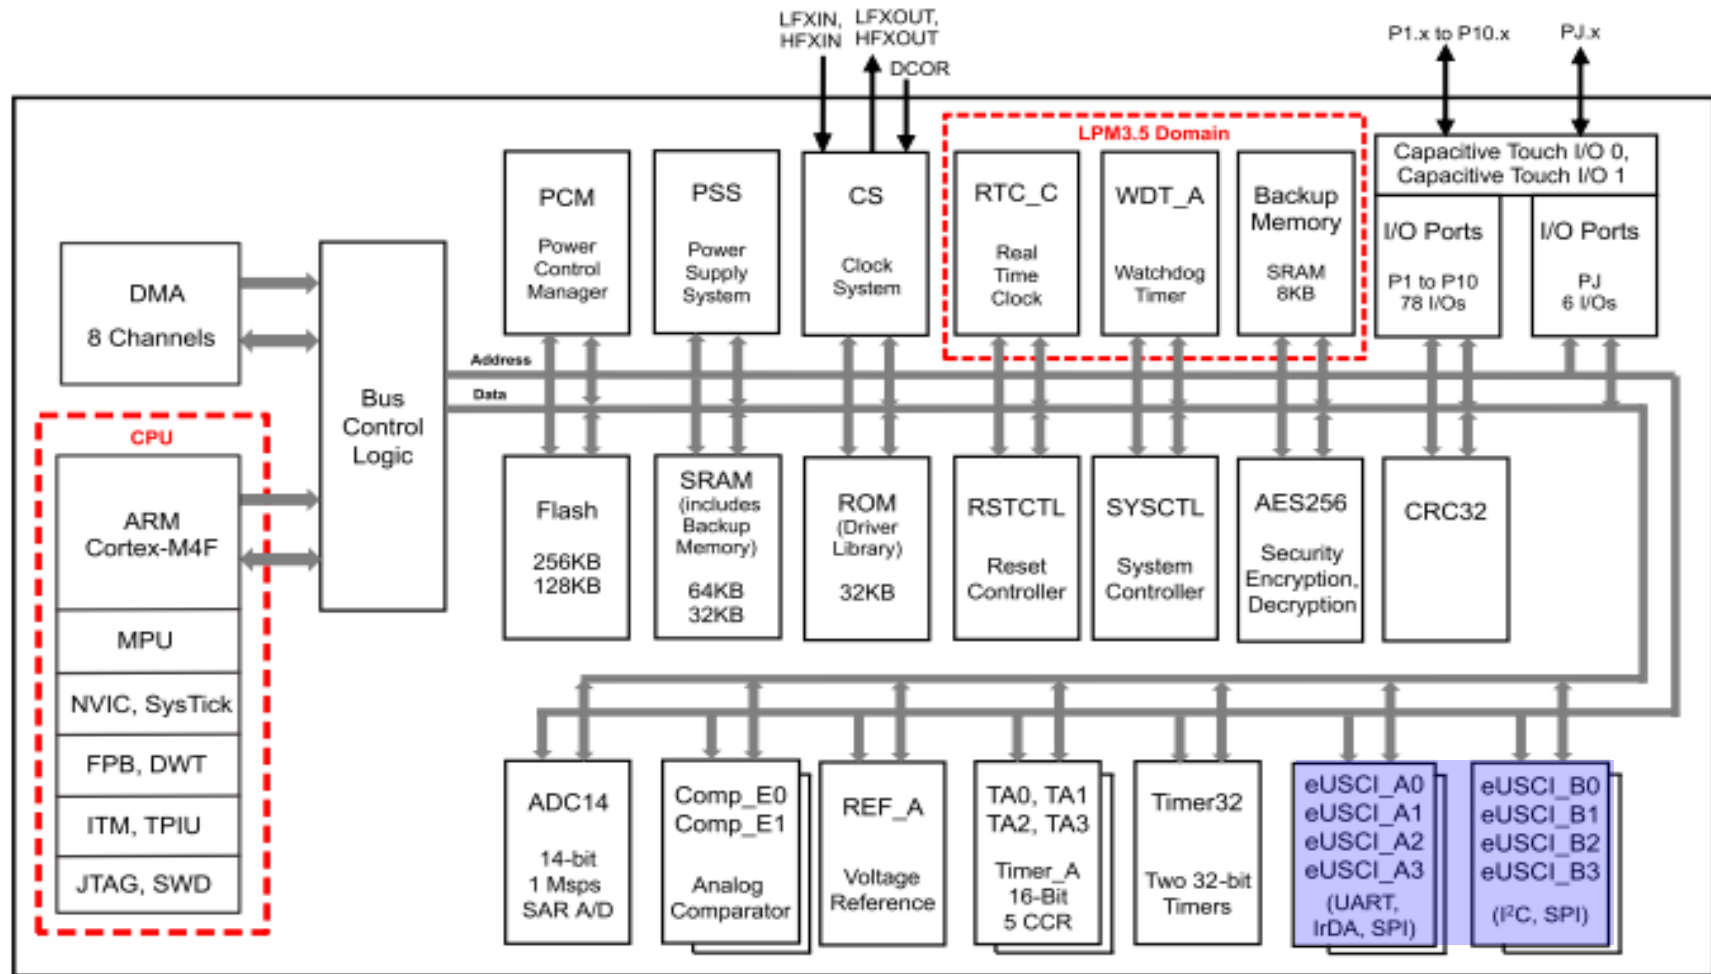 LFXIN,
HFXIN
LFXOUT,
HFXOUT
DCOR
P1.x to P10.x
PJ.x
LPM3.5 Domain
Capacitive Touch I/O 0,
Capacitive Touch I/O 1
PCM
Power
Control
Manager
PSS
Power
Supply
System
CS
Clock
System
RTC_C
Real
Time
Clock
WDT_A
Watchdog
Timer
Backup
Memory
SRAM
8KB
I/O Ports
P1 to P10
78 I/Os
I/O Ports
PJ
6 I/Os
DMA
8 Channels
Address
Data
Bus
Control
Logic
CPU
ARM
Cortex-M4F
MPU
NVIC, SysTick
FPB, DWT
ITM, TPIU
JTAG, SWD
Flash
256KB
128KB
SRAM
(includes
Backup
Memory)
64KB
32KB
ROM
(Driver
Library)
32KB
RSTCTL
Reset
Controller
SYSCTL
System
Controller
AES256
Security
Encryption,
Decryption
CRC32
ADC14
14-bit
1 Msps
SAR A/D
Comp_E0
Comp_E1
Analog
Comparator
REF_A
Voltage
Reference
TA0, TA1
TA2, TA3
Timer_A
16-Bit
5 CCR
Timer32
Two 32-bit
Timers
eUSCI_A0
eUSCI_A1
eUSCI_A2
eUSCI_A3
(UART,
IrDA, SPI)
eUSCI_B0
eUSCI_B1
eUSCI_B2
eUSCI_B3
(I²C, SPI)